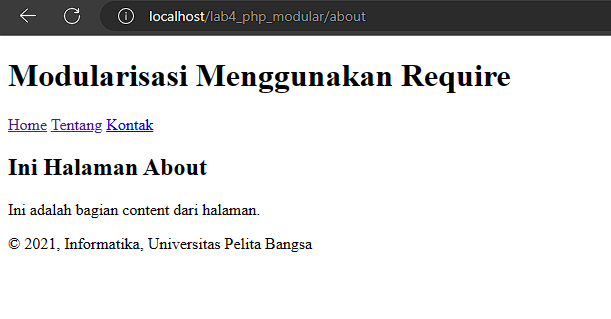 localhost/lab4_php_modular/about
Modularisasi Menggunakan Require
Home Tentang Kontak
Ini Halaman About
Ini adalah bagian content dari halaman.
© 2021, Informatika, Universitas Pelita Bangsa